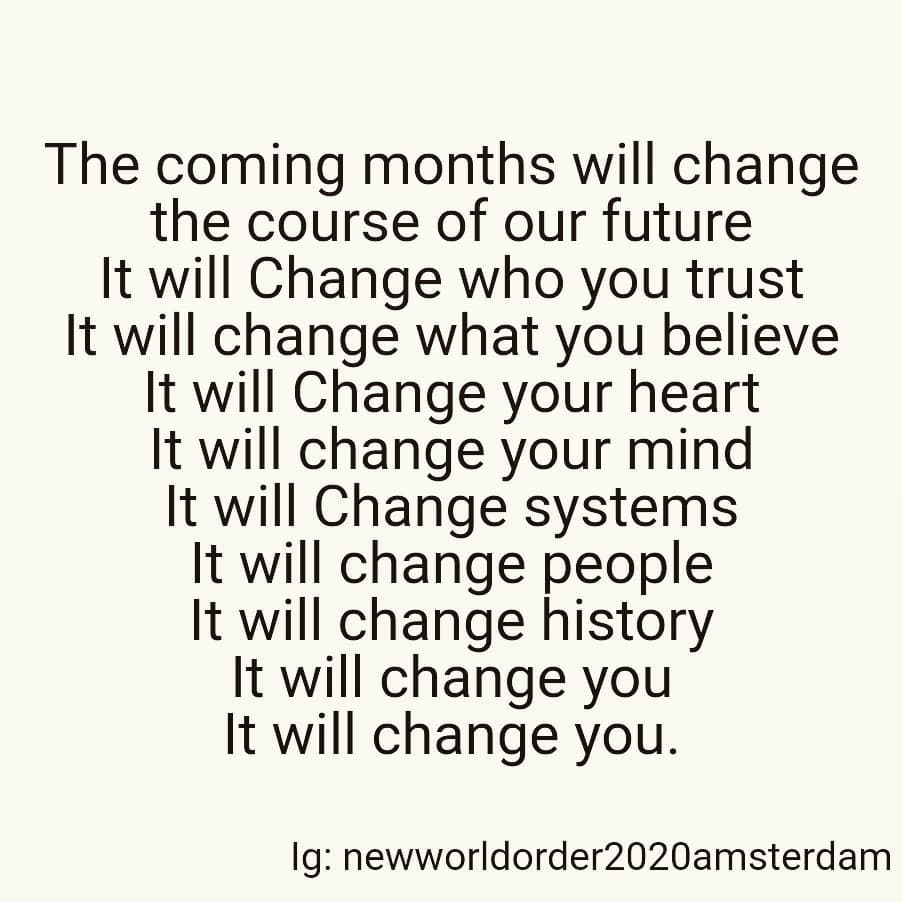 The coming months will change
the course of our future
It will Change who you trust
It will change what you believe
It will Change your heart
It will change your mind
It will Change systems
It will change people
It will change history
It will change you
It will change you.
Ig: newworldorder2020amsterdam